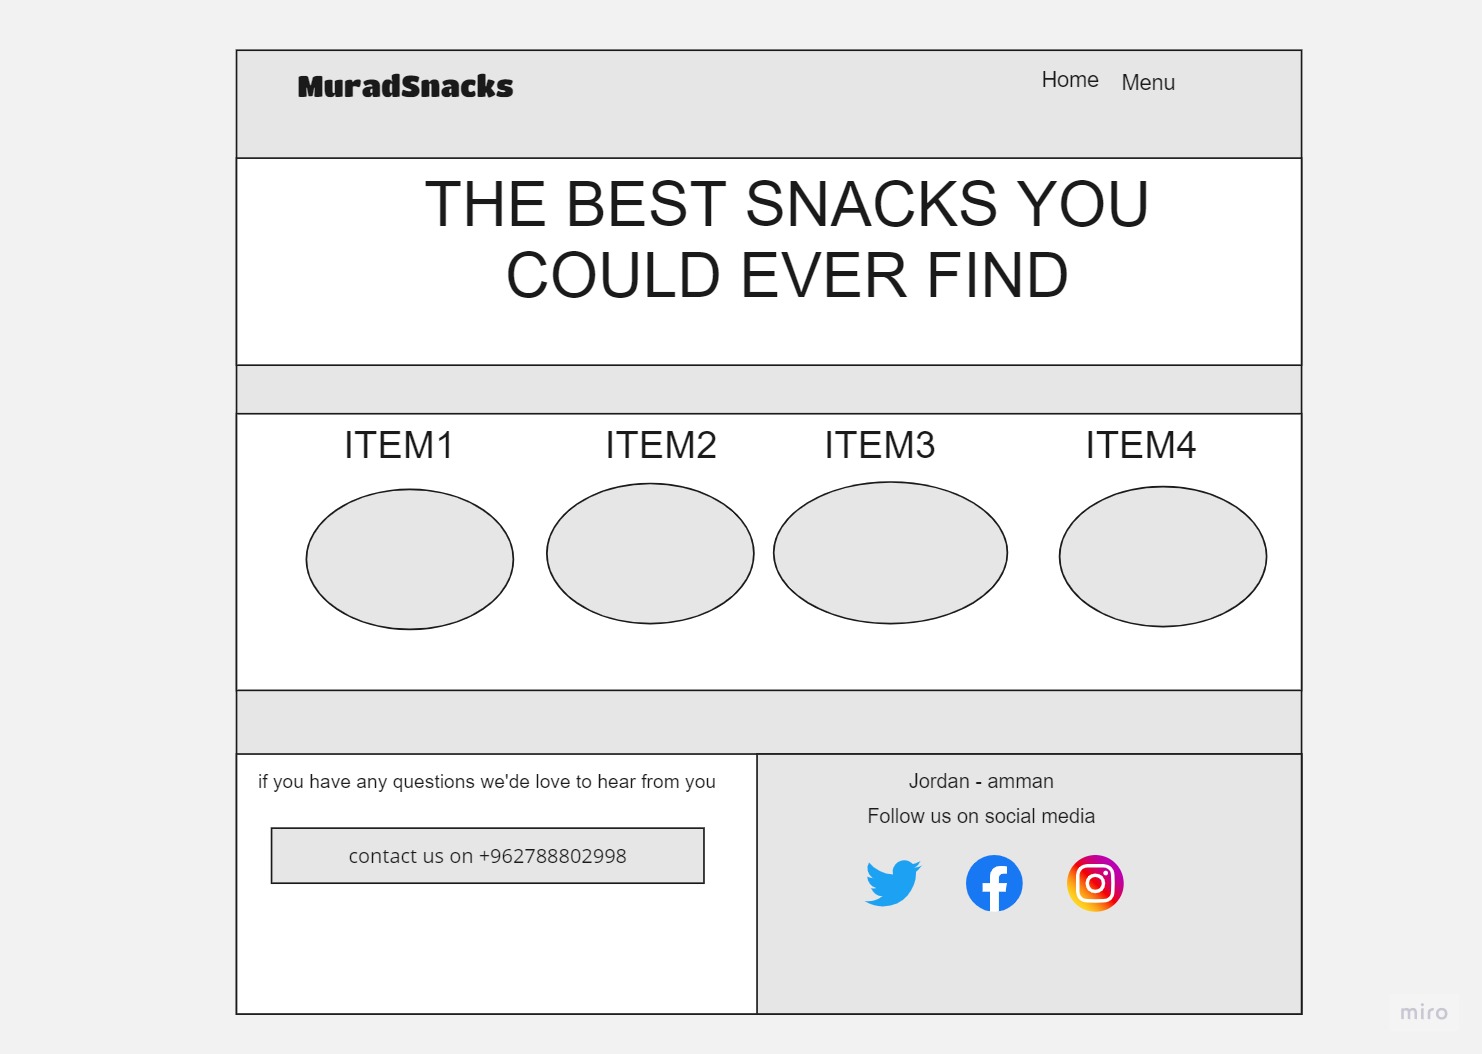 MuradSnacks
Home Menu
THE BEST SNACKS YOU
COULD EVER FIND
ITEM1 ITEM2 ITEM3 ITEM4
if you have any questions we'de love to hear from you
contact us on +962788802998
Jordan - amman
Follow us on social media
miro